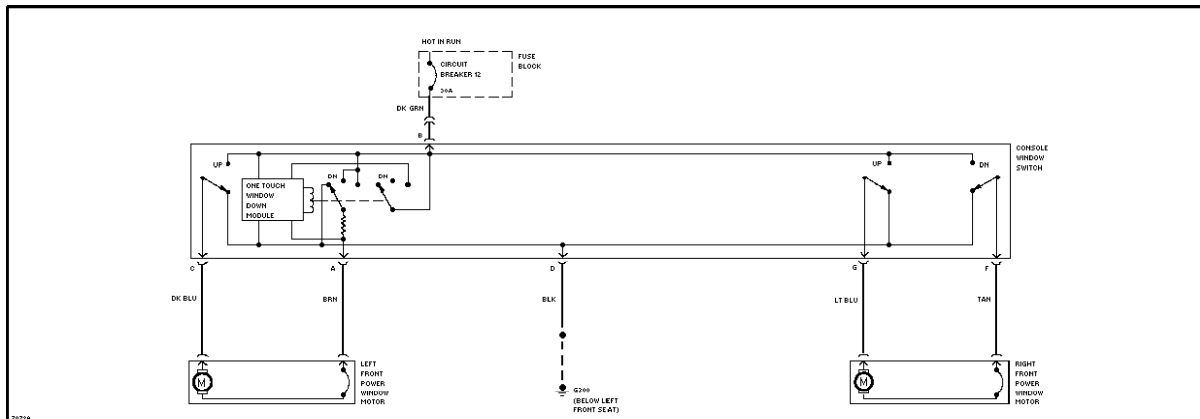 HOT IN RUN
CIRCUIT
BREAKER 12
30A
FUSE
BLOCK
DK GRN
B
CONSOLE
WINDOW
SWITCH
UP
DN
DN
UP
DN
ONE TOUCH
WINDOW
DOWN
MODULE
C
A
D
G
F
DK BLU
BRN
BLK
LT BLU
TAN
M
LEFT
FRONT
POWER
WINDOW
MOTOR
G200
(BELOW LEFT
FRONT SEAT)
M
RIGHT
FRONT
POWER
WINDOW
MOTOR